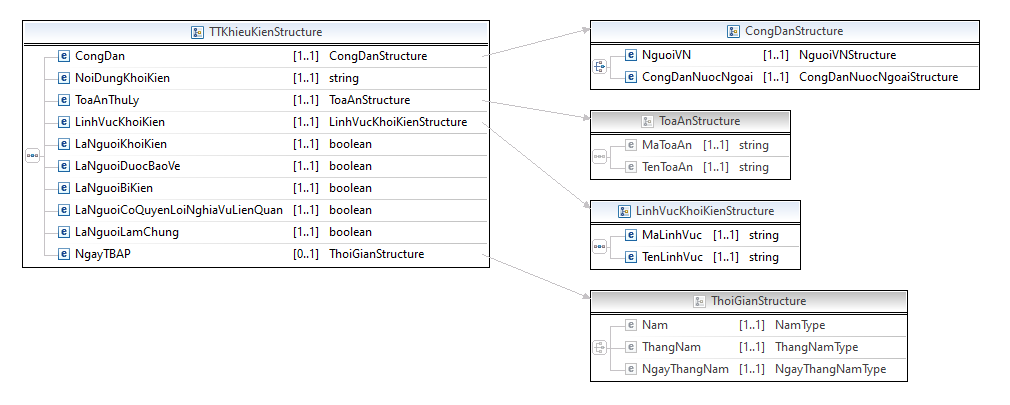 TTKhieuKienStructure
CongDan [1..1] CongDanStructure
NoiDungKhoiKien [1..1] string
ToaAnThuLy [1..1] ToaAnStructure
LinhVucKhoiKien [1..1] LinhVucKhoiKienStructure
LaNguoiKhoiKien [1..1] boolean
LaNguoiDuocBaoVe [1..1] boolean
LaNguoiBiKien [1..1] boolean
LaNguoiCoQuyenLoiNghiaVuLienQuan [1..1] boolean
LaNguoiLamChung [1..1] boolean
NgayTBAP [0..1] ThoiGianStructure
CongDanStructure
NguoiVN [1..1] NguoiVNStructure
CongDanNuocNgoai [1..1] CongDanNuocNgoaiStructure
ToaAnStructure
MaToaAn [1..1] string
TenToaAn [1..1] string
LinhVucKhoiKienStructure
MaLinhVuc [1..1] string
TenLinhVuc [1..1] string
ThoiGianStructure
Nam [1..1] NamType
ThangNam [1..1] ThangNamType
NgayThangNam [1..1] NgayThangNamType